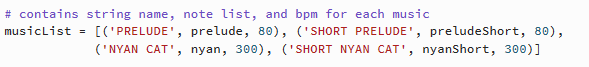 # contains string name, note list, and bpm for each music
musicList = [('PRELUDE', prelude, 80), ('SHORT PRELUDE', preludeShort, 80),
('NYAN CAT', nyan, 300), ('SHORT NYAN CAT', nyanShort, 300)]